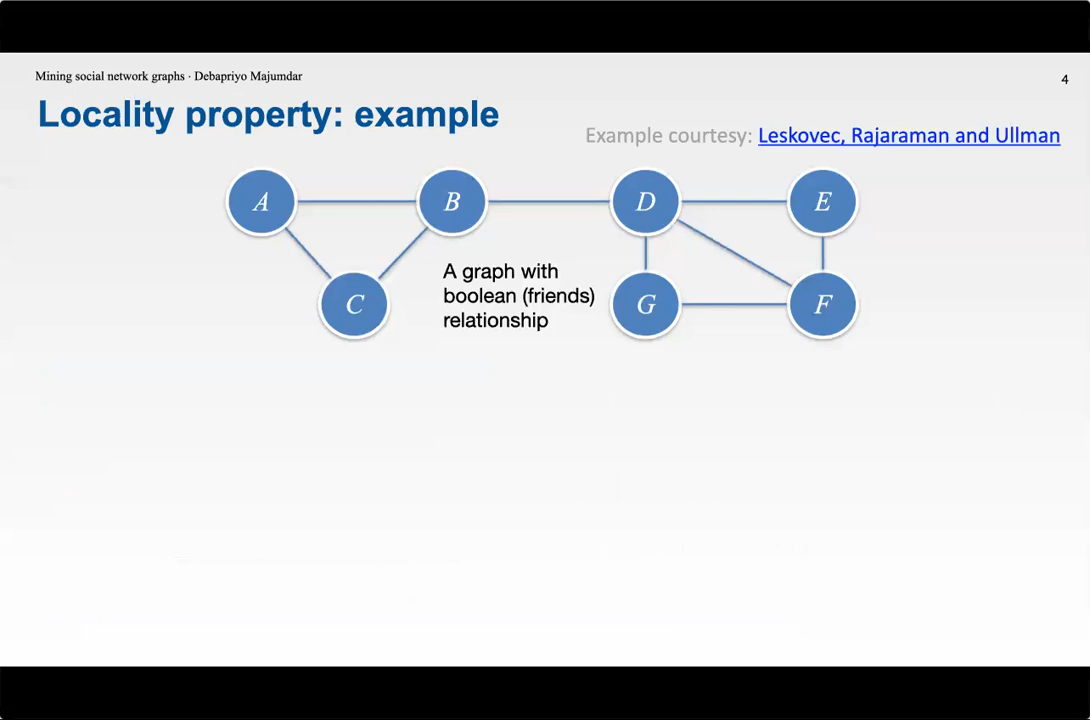 Mining social network graphs · Debapriyo Majumdar
4
Locality property: example
Example courtesy: Leskovec, Rajaraman and Ullman
A
B
D
E
C
A graph with
boolean (friends)
relationship
G
F